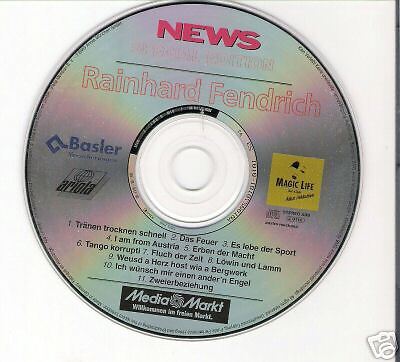 NEWS
SPECIAL EDITION
Rainhard Fendrich
Basler
ariola
MAGIC LIFE
STEREO ADD
1. Tränen trocknen schnell 2. Das Feuer 3. Es lebe der Sport
4. I am from Austria 5. Erben der Macht
6. Tango korrupti 7. Fluch der Zeit 8. Löwin und Lamm
9. Weusd a Herz host wia a Bergwerk
10. Ich wünsch mir einen ander'n Engel
11. Zweierbeziehung
Media Markt
Willkommen im freien Markt.